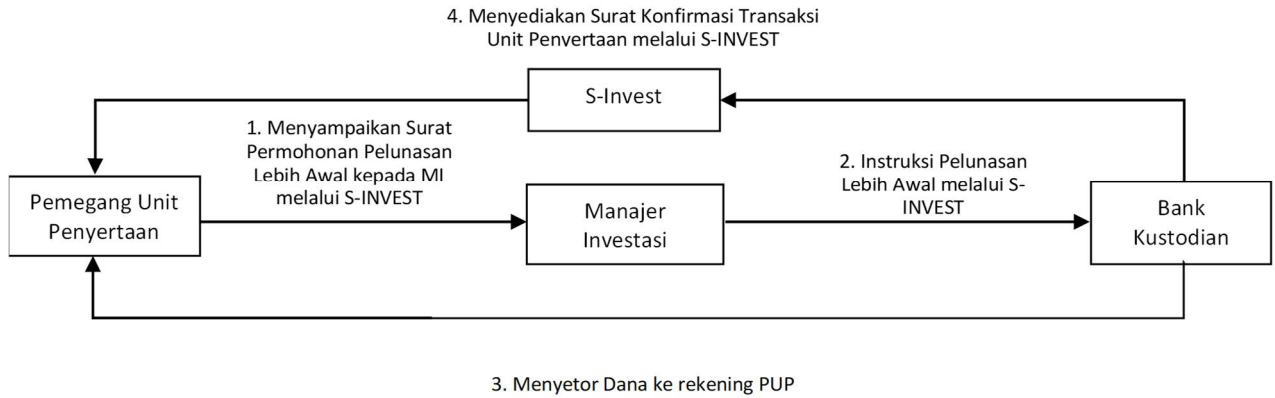 4. Menyediakan Surat Konfirmasi Transaksi
Unit Penyertaan melalui S-INVEST
S-Invest
1. Menyampaikan Surat
Permohonan Pelunasan
Lebih Awal kepada MI
melalui S-INVEST
2. Instruksi Pelunasan
Lebih Awal melalui S-
INVEST
Pemegang Unit
Penyertaan
Manajer
Investasi
Bank
Kustodian
3. Menyetor Dana ke rekening PUP